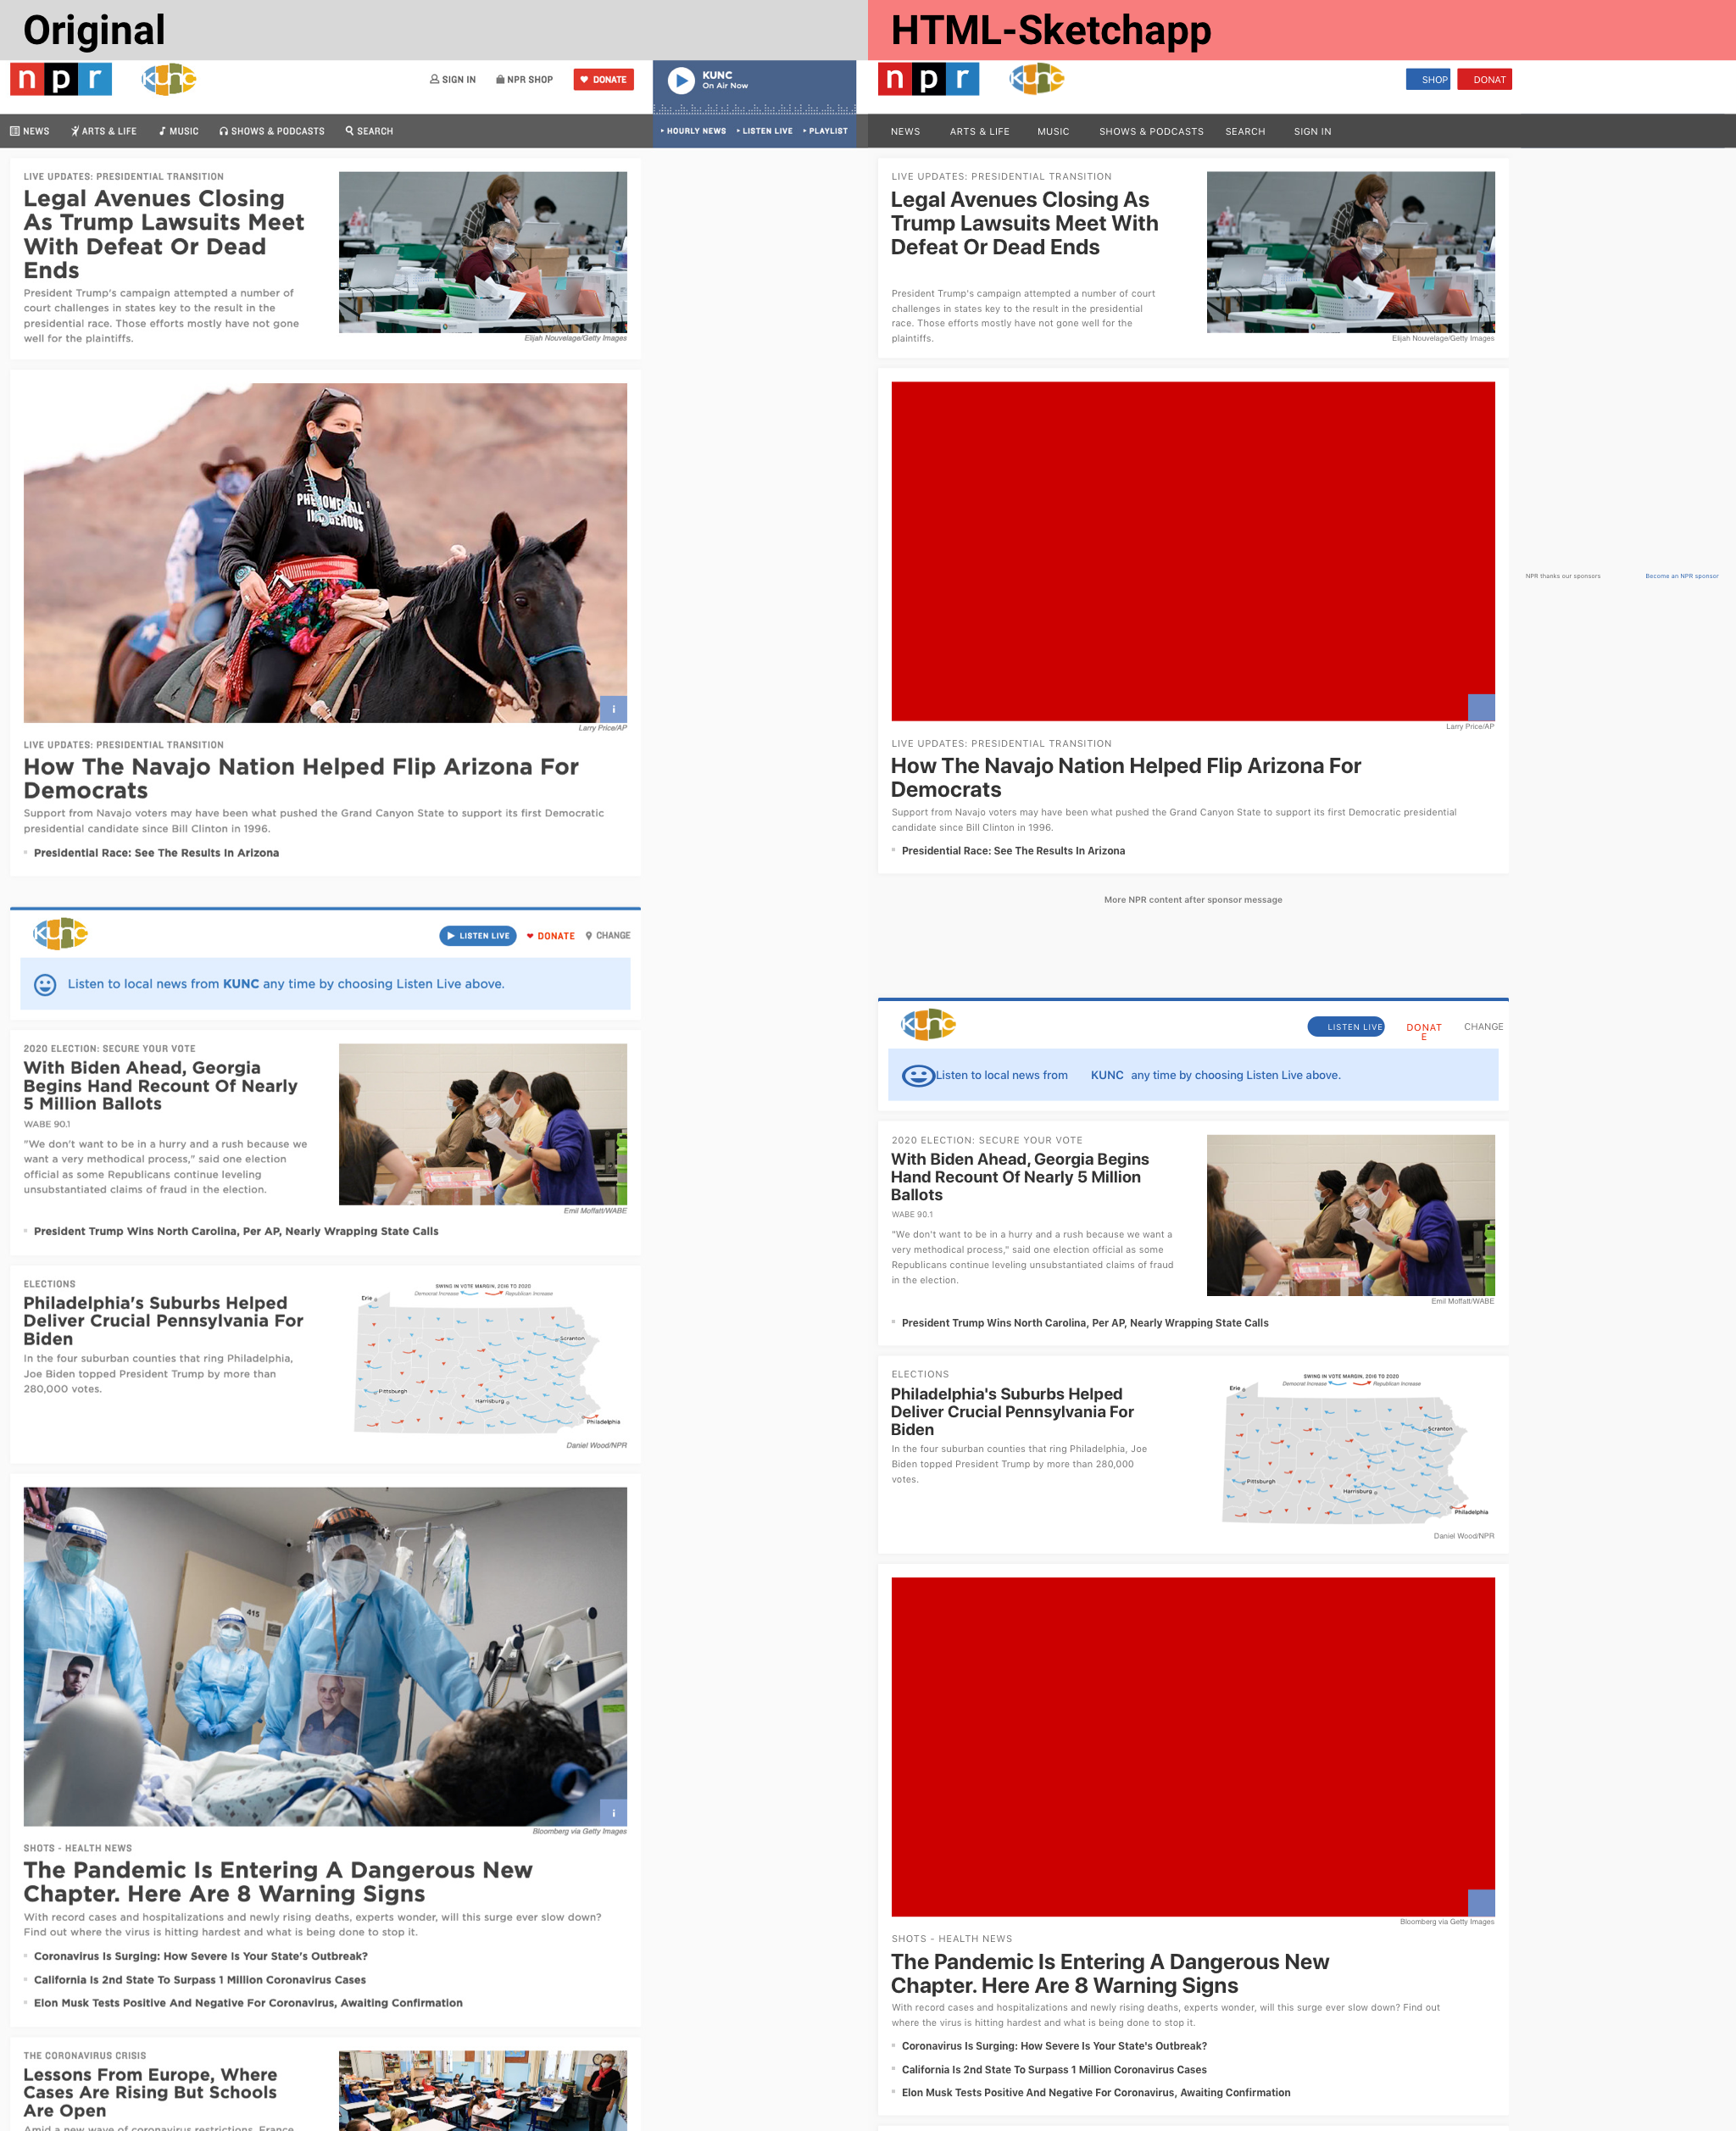 Original
npr
KUNC
SIGN IN
NPR SHOP
DONATE
KUNC
On Air Now
NEWS
ARTS & LIFE
MUSIC
SHOWS & PODCASTS
SEARCH
HOURLY NEWS
LISTEN LIVE
PLAYLIST
LIVE UPDATES: PRESIDENTIAL TRANSITION
Legal Avenues Closing
As Trump Lawsuits Meet
With Defeat Or Dead
Ends
President Trump's campaign attempted a number of
court challenges in states key to the result in the
presidential race. Those efforts mostly have not gone
well for the plaintiffs.
Elijah Nouvelage/Getty Images
PHENOMENALLY
INDIGENOUS
i
Larry Price/AP
LIVE UPDATES: PRESIDENTIAL TRANSITION
How The Navajo Nation Helped Flip Arizona For
Democrats
Support from Navajo voters may have been what pushed the Grand Canyon State to support its first Democratic
presidential candidate since Bill Clinton in 1996.
Presidential Race: See The Results In Arizona
KUNC
LISTEN LIVE
DONATE
CHANGE
Listen to local news from KUNC any time by choosing Listen Live above.
2020 ELECTION: SECURE YOUR VOTE
With Biden Ahead, Georgia
Begins Hand Recount Of Nearly
5 Million Ballots
WABE 90.1
"We don't want to be in a hurry and a rush because we
want a very methodical process," said one election
official as some Republicans continue leveling
unsubstantiated claims of fraud in the election.
Emil Moffatt/WABE
President Trump Wins North Carolina, Per AP, Nearly Wrapping State Calls
ELECTIONS
Philadelphia's Suburbs Helped
Deliver Crucial Pennsylvania For
Biden
In the four suburban counties that ring Philadelphia,
Joe Biden topped President Trump by more than
280,000 votes.
SWING IN VOTE MARGIN, 2016 TO 2020
Democrat Increase
Republican Increase
Erie
Scranton
Pittsburgh
Harrisburg
Philadelphia
Daniel Wood/NPR
415
i
Bloomberg via Getty Images
SHOTS - HEALTH NEWS
The Pandemic Is Entering A Dangerous New
Chapter. Here Are 8 Warning Signs
With record cases and hospitalizations and newly rising deaths, experts wonder, will this surge ever slow down?
Find out where the virus is hitting hardest and what is being done to stop it.
Coronavirus Is Surging: How Severe Is Your State's Outbreak?
California Is 2nd State To Surpass 1 Million Coronavirus Cases
Elon Musk Tests Positive And Negative For Coronavirus, Awaiting Confirmation
THE CORONAVIRUS CRISIS
Lessons From Europe, Where
Cases Are Rising But Schools
Are Open
Amid a new wave of coronavirus restrictions, France
HTML-Sketchapp
npr
KUNC
SHOP
DONAT
NEWS
ARTS & LIFE
MUSIC
SHOWS & PODCASTS
SEARCH
SIGN IN
LIVE UPDATES: PRESIDENTIAL TRANSITION
Legal Avenues Closing As
Trump Lawsuits Meet With
Defeat Or Dead Ends
President Trump's campaign attempted a number of court
challenges in states key to the result in the presidential
race. Those efforts mostly have not gone well for the
plaintiffs.
Elijah Nouvelage/Getty Images
NPR thanks our sponsors
Become an NPR sponsor
Larry Price/AP
LIVE UPDATES: PRESIDENTIAL TRANSITION
How The Navajo Nation Helped Flip Arizona For
Democrats
Support from Navajo voters may have been what pushed the Grand Canyon State to support its first Democratic presidential
candidate since Bill Clinton in 1996.
Presidential Race: See The Results In Arizona
More NPR content after sponsor message
KUNC
LISTEN LIVE
DONAT
E
CHANGE
Listen to local news from KUNC any time by choosing Listen Live above.
2020 ELECTION: SECURE YOUR VOTE
With Biden Ahead, Georgia Begins
Hand Recount Of Nearly 5 Million
Ballots
WABE 90.1
"We don't want to be in a hurry and a rush because we want a
very methodical process," said one election official as some
Republicans continue leveling unsubstantiated claims of fraud
in the election.
Emil Moffatt/WABE
President Trump Wins North Carolina, Per AP, Nearly Wrapping State Calls
ELECTIONS
Philadelphia's Suburbs Helped
Deliver Crucial Pennsylvania For
Biden
In the four suburban counties that ring Philadelphia, Joe
Biden topped President Trump by more than 280,000
votes.
SWING IN VOTE MARGIN, 2016 TO 2020
Democrat Increase
Republican Increase
Erie
Scranton
Pittsburgh
Harrisburg
Philadelphia
Daniel Wood/NPR
Bloomberg via Getty Images
SHOTS - HEALTH NEWS
The Pandemic Is Entering A Dangerous New
Chapter. Here Are 8 Warning Signs
With record cases and hospitalizations and newly rising deaths, experts wonder, will this surge ever slow down? Find out
where the virus is hitting hardest and what is being done to stop it.
Coronavirus Is Surging: How Severe Is Your State's Outbreak?
California Is 2nd State To Surpass 1 Million Coronavirus Cases
Elon Musk Tests Positive And Negative For Coronavirus, Awaiting Confirmation